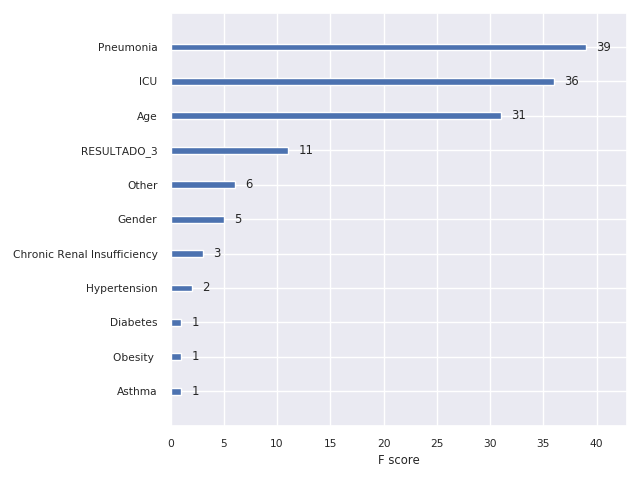 Pneumonia 39
ICU 36
Age 31
RESULTADO_3 11
Other 6
Gender 5
Chronic Renal Insufficiency 3
Hypertension 2
Diabetes 1
Obesity 1
Asthma 1
0 5 10 15 20 25 30 35 40
F score